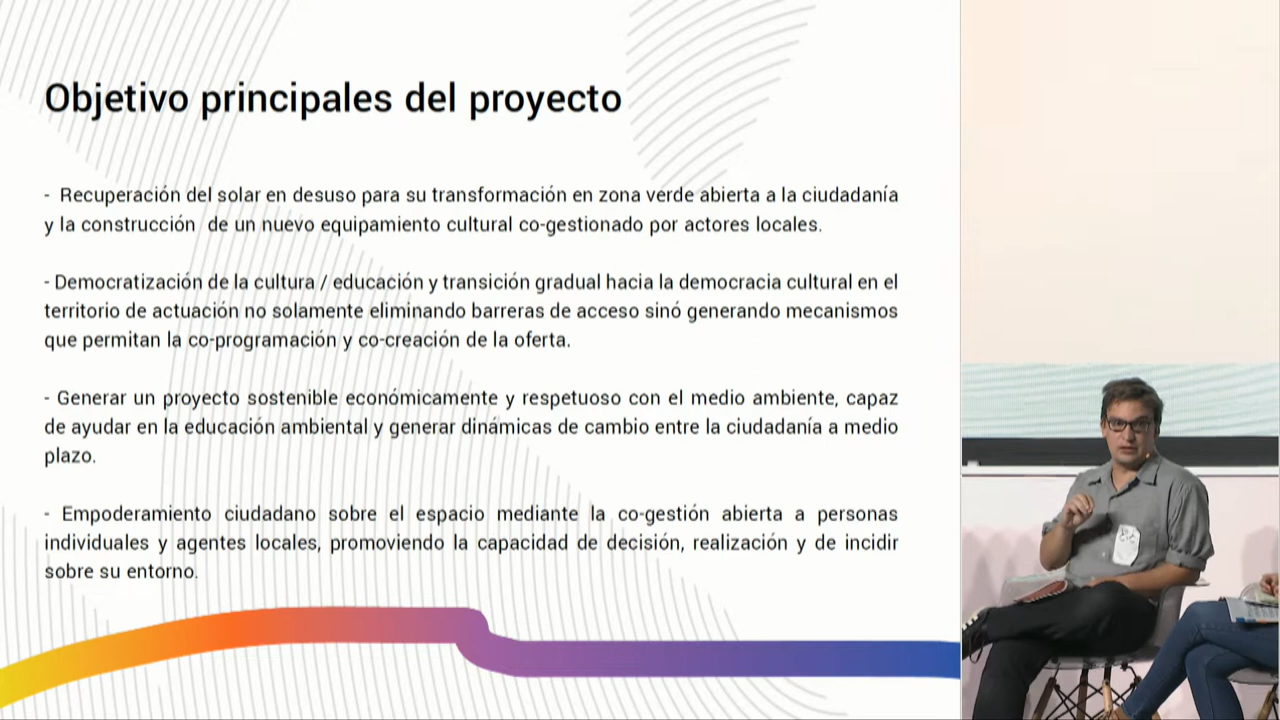 Objetivo principales del proyecto
- Recuperación del solar en desuso para su transformación en zona verde abierta a la ciudadanía
y la construcción de un nuevo equipamiento cultural co-gestionado por actores locales.
- Democratización de la cultura / educación y transición gradual hacia la democracia cultural en el
territorio de actuación no solamente eliminando barreras de acceso sinó generando mecanismos
que permitan la co-programación y co-creación de la oferta.
- Generar un proyecto sostenible económicamente y respetuoso con el medio ambiente, capaz
de ayudar en la educación ambiental y generar dinámicas de cambio entre la ciudadanía a medio
plazo.
- Empoderamiento ciudadano sobre el espacio mediante la co-gestión abierta a personas
individuales y agentes locales, promoviento la capacidad de decisión, realización y de incidir
sobre su entorno.